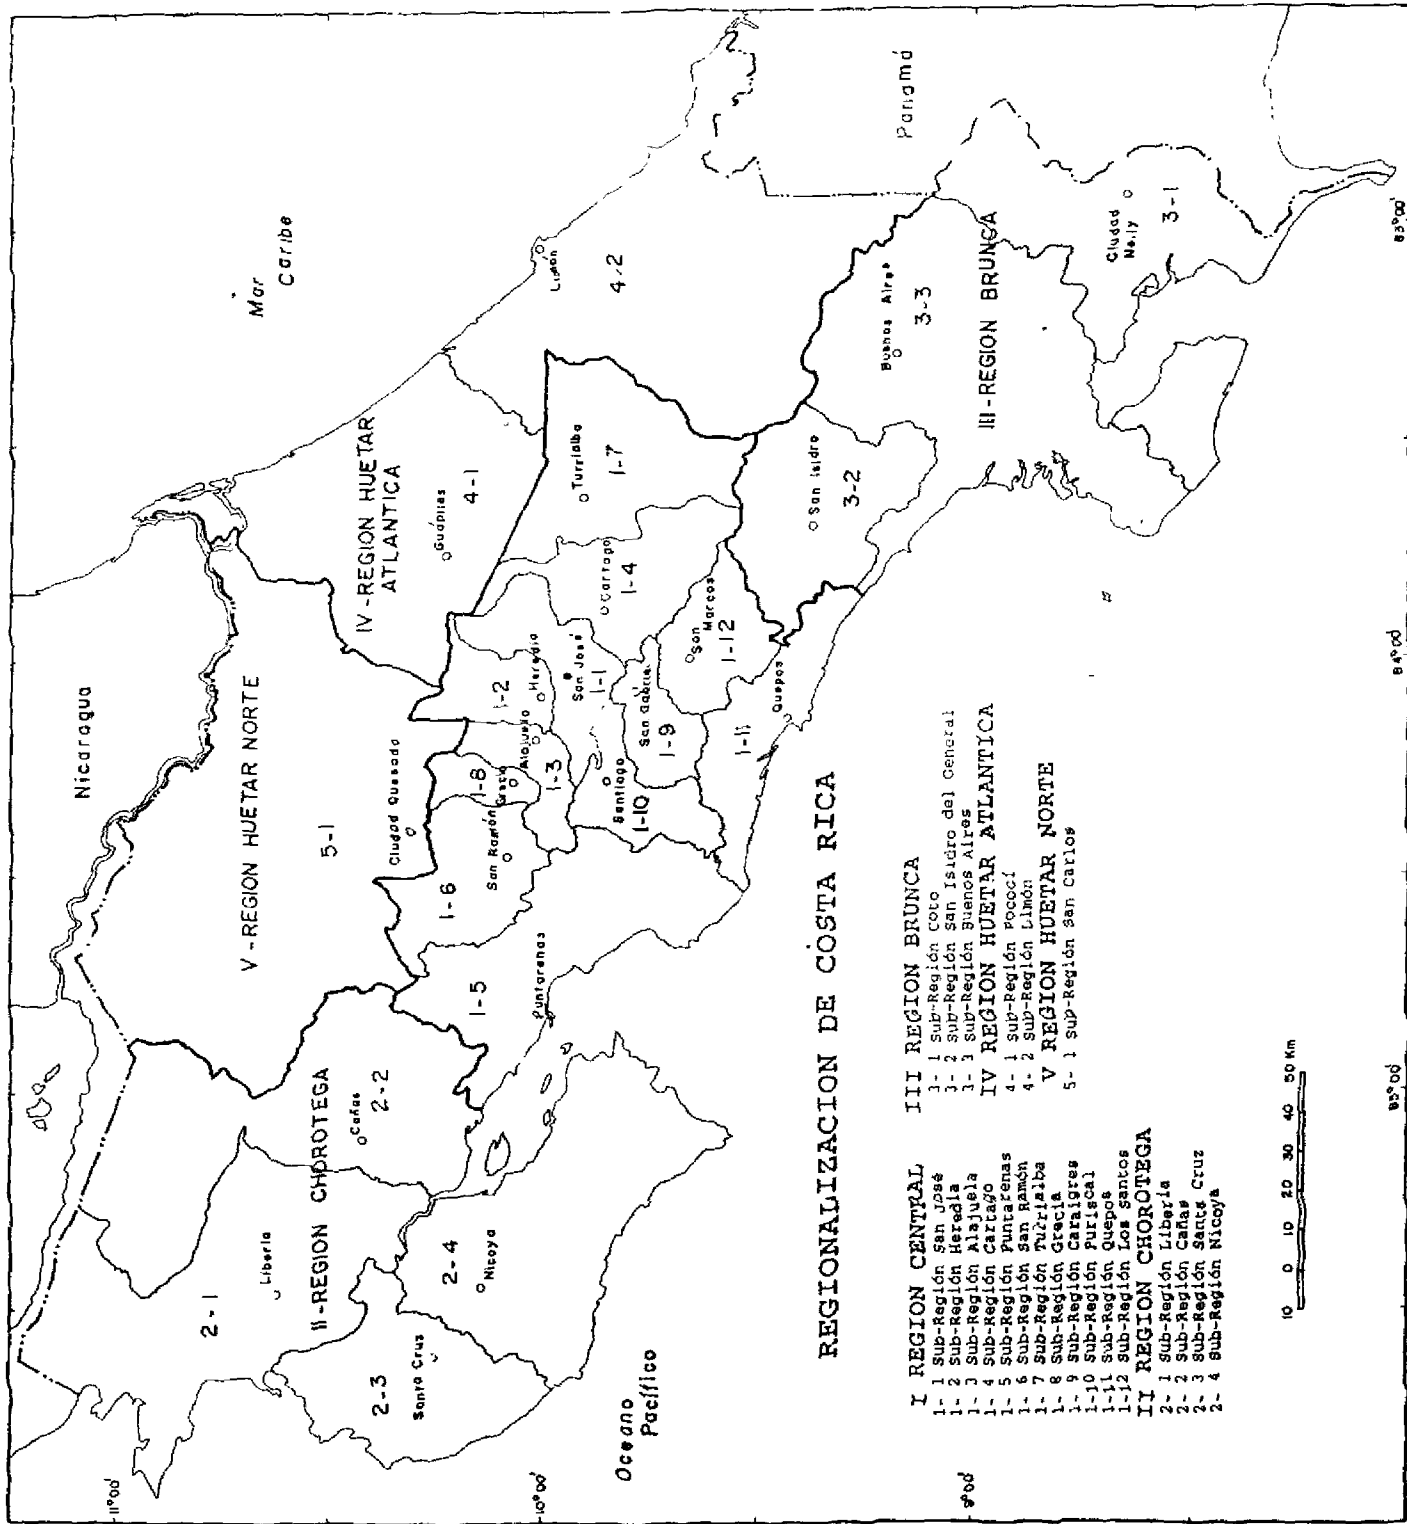 Nicaragua
Mar
Caribe
Panamá
Oceano
Pacífico
11°00'
10°00'
9°00'
85°00'
84°00'
83°00'
V-REGION HUETAR NORTE
5-1
Ciudad Quesada
IV-REGION HUETAR
ATLANTICA
Guápiles
4-1
Limón
4-2
II-REGION CHOROTEGA
2-1
Liberia
2-2
Cañas
2-3
Santa Cruz
2-4
Nicoya
1-5
Puntarenas
1-6
San Ramón
1-8
Grecia
Alajuela
1-3
1-2
Heredia
San José
1-1
Cartago
1-4
Turrialba
1-7
Santiago
1-10
San Gabriel
1-9
San
Marcos
1-12
1-11
Quepos
San Isidro
3-2
Buenos Aires
3-3
III-REGION BRUNCA
Ciudad
Neily
3-1
REGIONALIZACION DE COSTA RICA
I REGION CENTRAL
1- 1 Sub-Región San José
1- 2 Sub-Región Heredia
1- 3 Sub-Región Alajuela
1- 4 Sub-Región Cartago
1- 5 Sub-Región Puntarenas
1- 6 Sub-Región San Ramón
1- 7 Sub-Región Turrialba
1- 8 Sub-Región Grecia
1- 9 Sub-Región Caraigres
1-10 Sub-Región Puriscal
1-11 Sub-Región Quepos
1-12 Sub-Región Los Santos
II REGION CHOROTEGA
2- 1 Sub-Región Liberia
2- 2 Sub-Región Cañas
2- 3 Sub-Región Santa Cruz
2- 4 Sub-Región Nicoya
III REGION BRUNCA
3- 1 Sub-Región Coto
3- 2 Sub-Región San Isidro del General
3- 3 Sub-Región Buenos Aires
IV REGION HUETAR ATLANTICA
4- 1 Sub-Región Pococí
4- 2 Sub-Región Limón
V REGION HUETAR NORTE
5- 1 Sub-Región San Carlos
10 0 10 20 30 50 Km